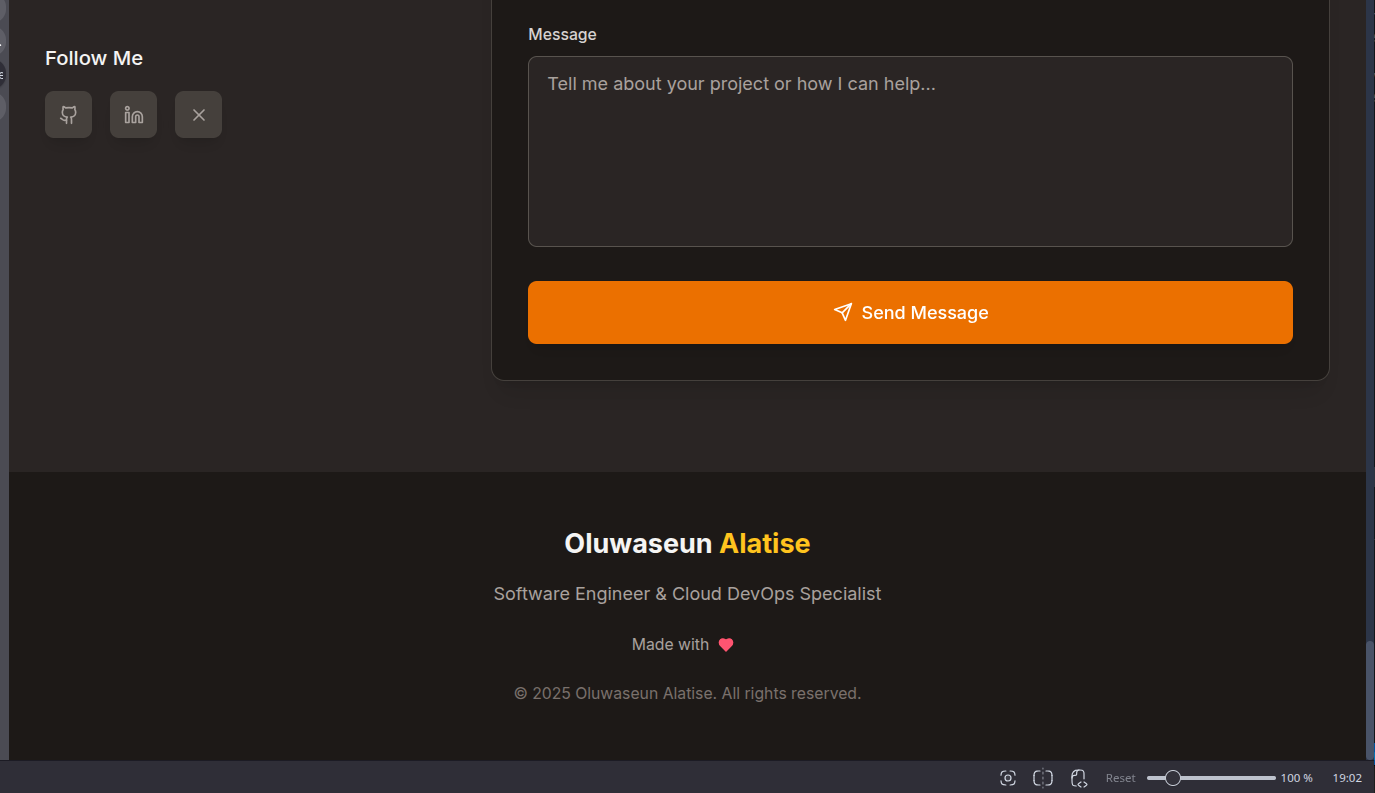 Follow Me
Message
Tell me about your project or how I can help...
Send Message
Oluwaseun Alatise
Software Engineer & Cloud DevOps Specialist
Made with
© 2025 Oluwaseun Alatise. All rights reserved.
Reset
100 %
19:02